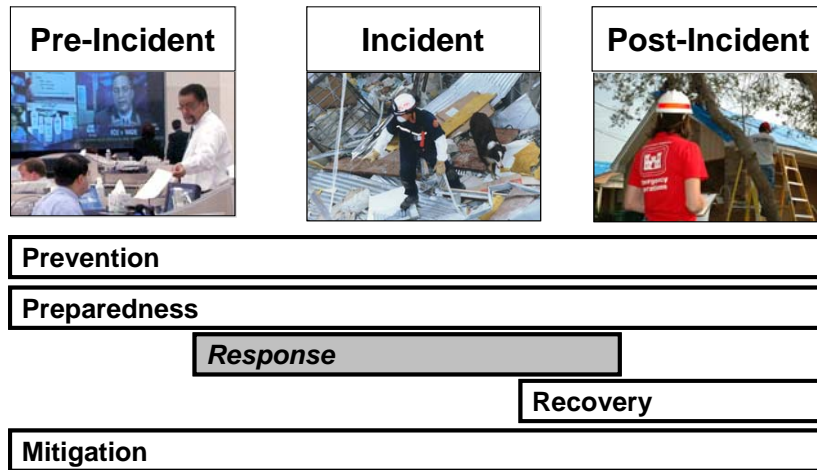 Pre-Incident
Incident
Post-Incident
Prevention
Preparedness
Response
Recovery
Mitigation